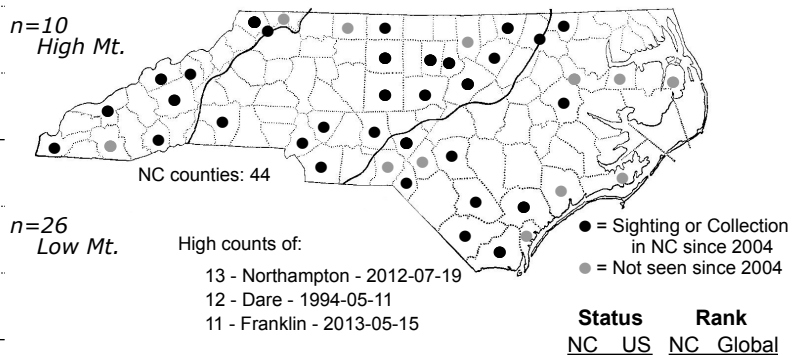 n=10
High Mt.
NC counties: 44
n=26
Low Mt.
High counts of:
13 - Northampton - 2012-07-19
12 - Dare - 1994-05-11
11 - Franklin - 2013-05-15
= Sighting or Collection
in NC since 2004
= Not seen since 2004
Status Rank
NC US NC Global